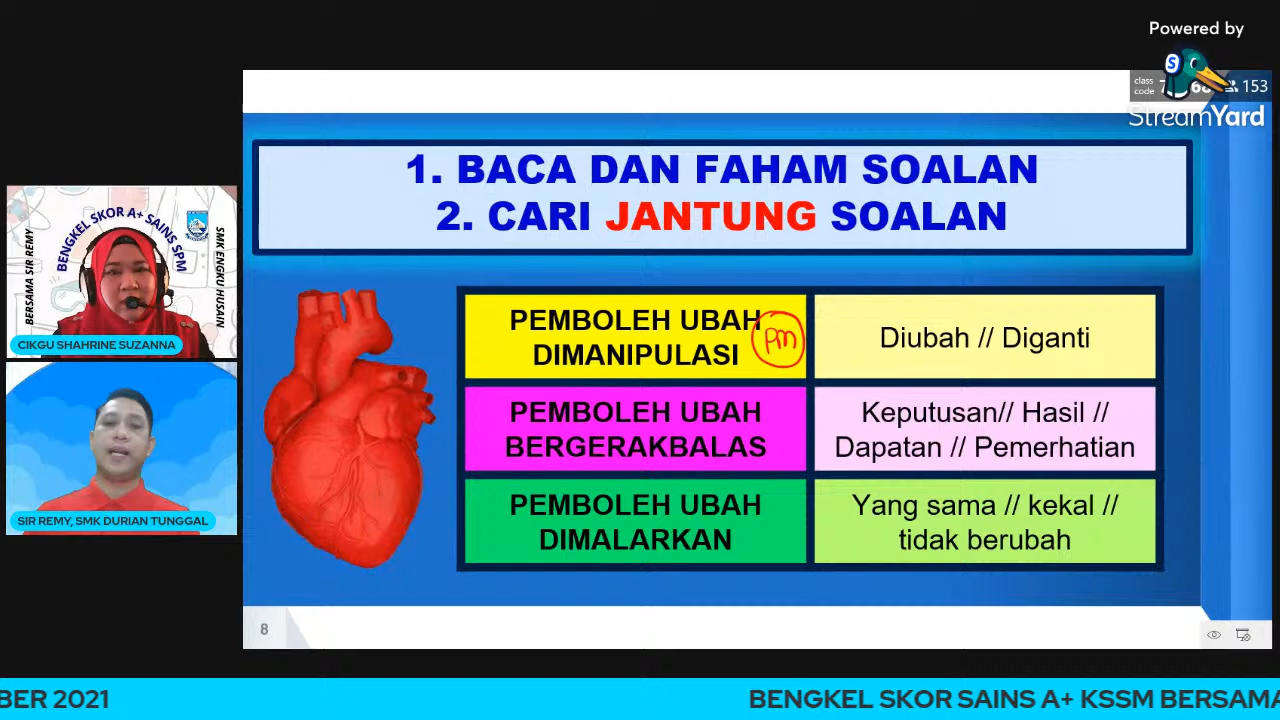 Powered by
StreamYard
class
code
153
1. BACA DAN FAHAM SOALAN
2. CARI JANTUNG SOALAN
BENGKEL SKOR A+ SAINS SPM
BERSAMA SIR REMY
SMK ENGKU HUSAIN
CIKGU SHAHRINE SUZANNA
SIR REMY, SMK DURIAN TUNGGAL
PEMBOLEH UBAH
DIMANIPULASI
PM
Diubah // Diganti
PEMBOLEH UBAH
BERGERAKBALAS
Keputusan// Hasil //
Dapatan // Pemerhatian
PEMBOLEH UBAH
DIMALARKAN
Yang sama // kekal //
tidak berubah
8
BER 2021
BENGKEL SKOR SAINS A+ KSSM BERSAMA